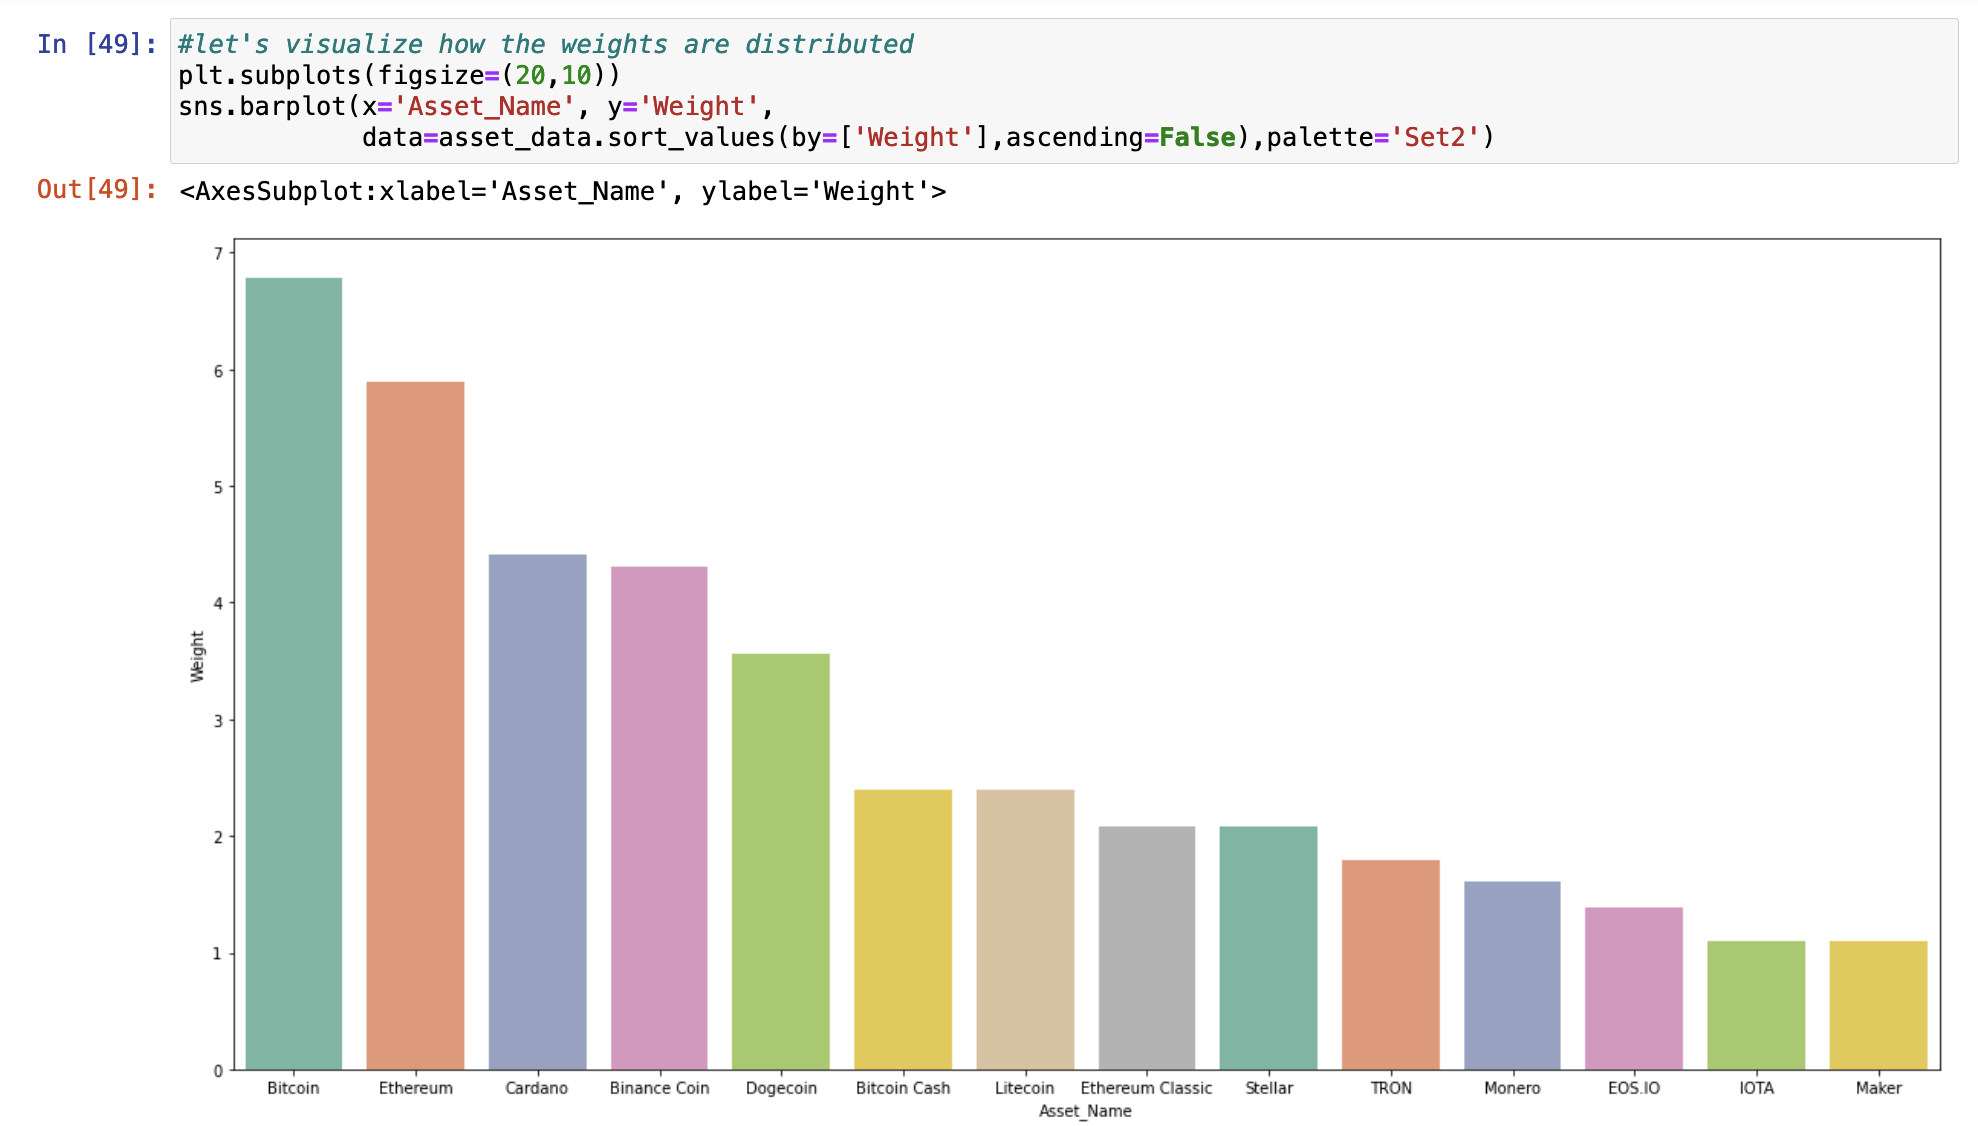 In [49]: #let's visualize how the weights are distributed
plt.subplots(figsize=(20,10))
sns.barplot(x='Asset_Name', y='Weight',
            data=asset_data.sort_values(by=['Weight'],ascending=False),palette='Set2')
Out[49]: <AxesSubplot:xlabel='Asset_Name', ylabel='Weight'>
7
6
5
4
3
2
1
0
Weight
Bitcoin Ethereum Cardano Binance Coin Dogecoin Bitcoin Cash Litecoin Ethereum Classic Stellar TRON Monero EOS.IO IOTA Maker
Asset_Name